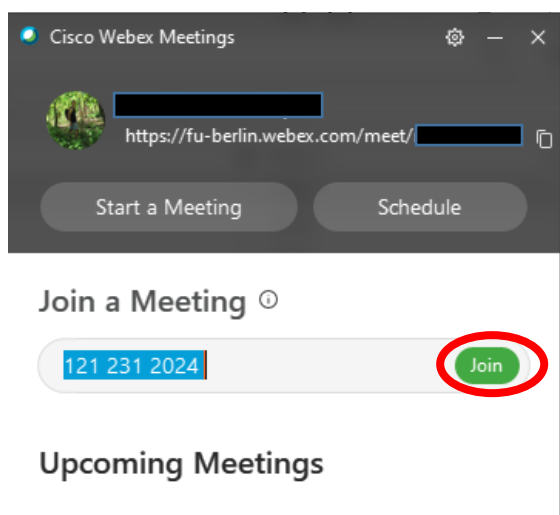 Cisco Webex Meetings
https://fu-berlin.webex.com/meet/
Start a Meeting
Schedule
Join a Meeting
121 231 2024
Join
Upcoming Meetings